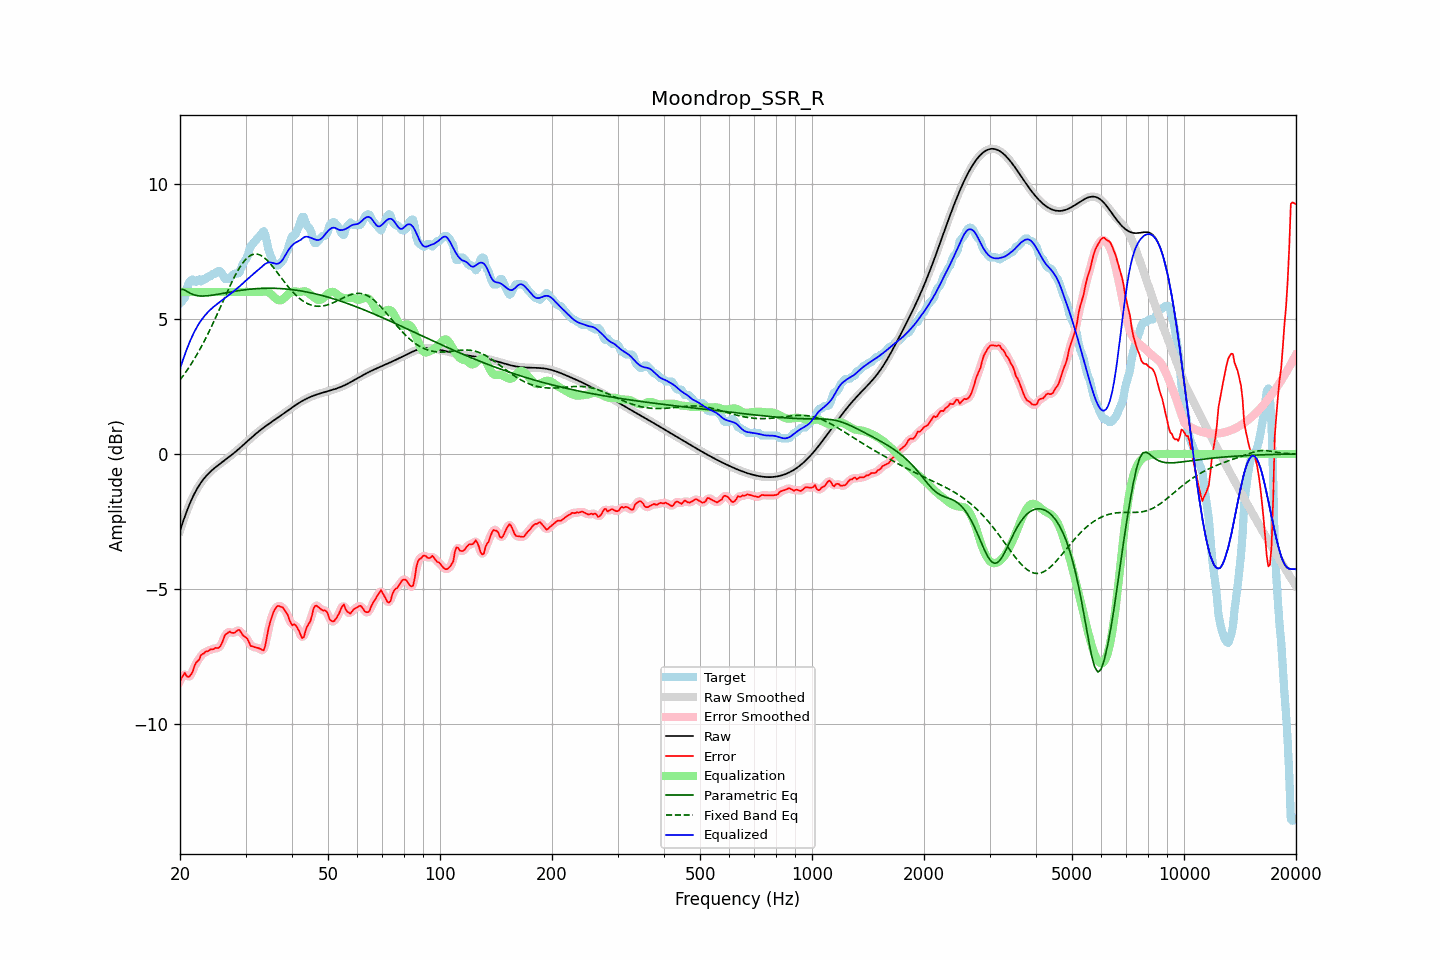 Moondrop_SSR_R
Amplitude (dBr)
10
5
0
−5
−10
Target
Raw Smoothed
Error Smoothed
Raw
Error
Equalization
Parametric Eq
Fixed Band Eq
Equalized
20 50 100 200 500 1000 2000 5000 10000 20000
Frequency (Hz)